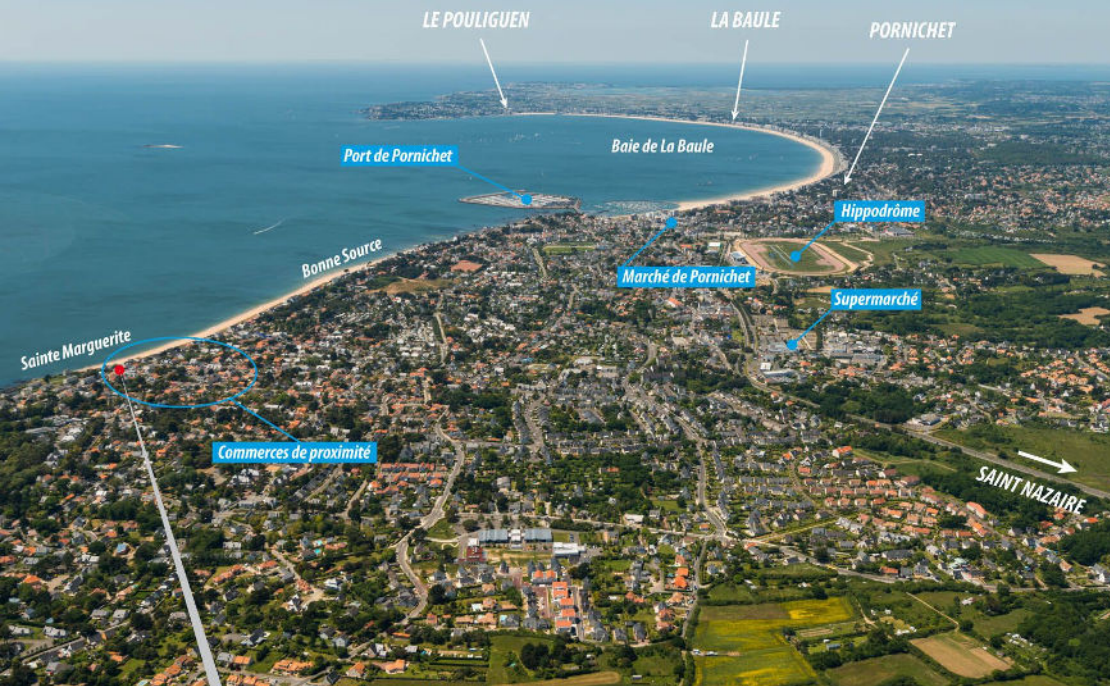 LE POULIGUEN
LA BAULE
PORNICHET
Baie de La Baule
Port de Pornichet
Hippodrôme
Bonne Source
Marché de Pornichet
Supermarché
Sainte Marguerite
Commerces de proximité
SAINT NAZAIRE